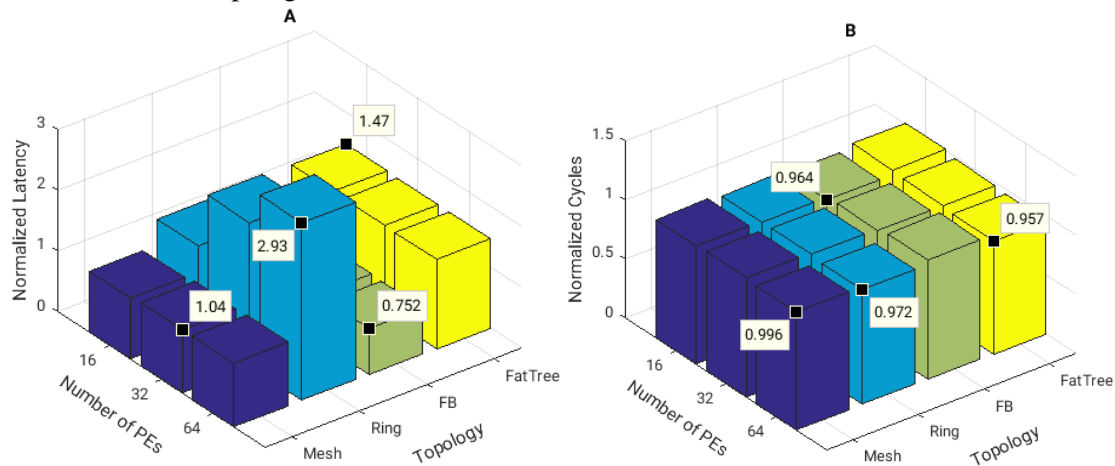 A
Normalized Latency
3
2
1
0
1.47
2.93
1.04
0.752
16
32
64
Number of PEs
Mesh
Ring
FB
FatTree
Topology
B
Normalized Cycles
1.5
1
0.5
0
0.964
0.957
0.972
0.996
16
32
64
Number of PEs
Mesh
Ring
FB
FatTree
Topology